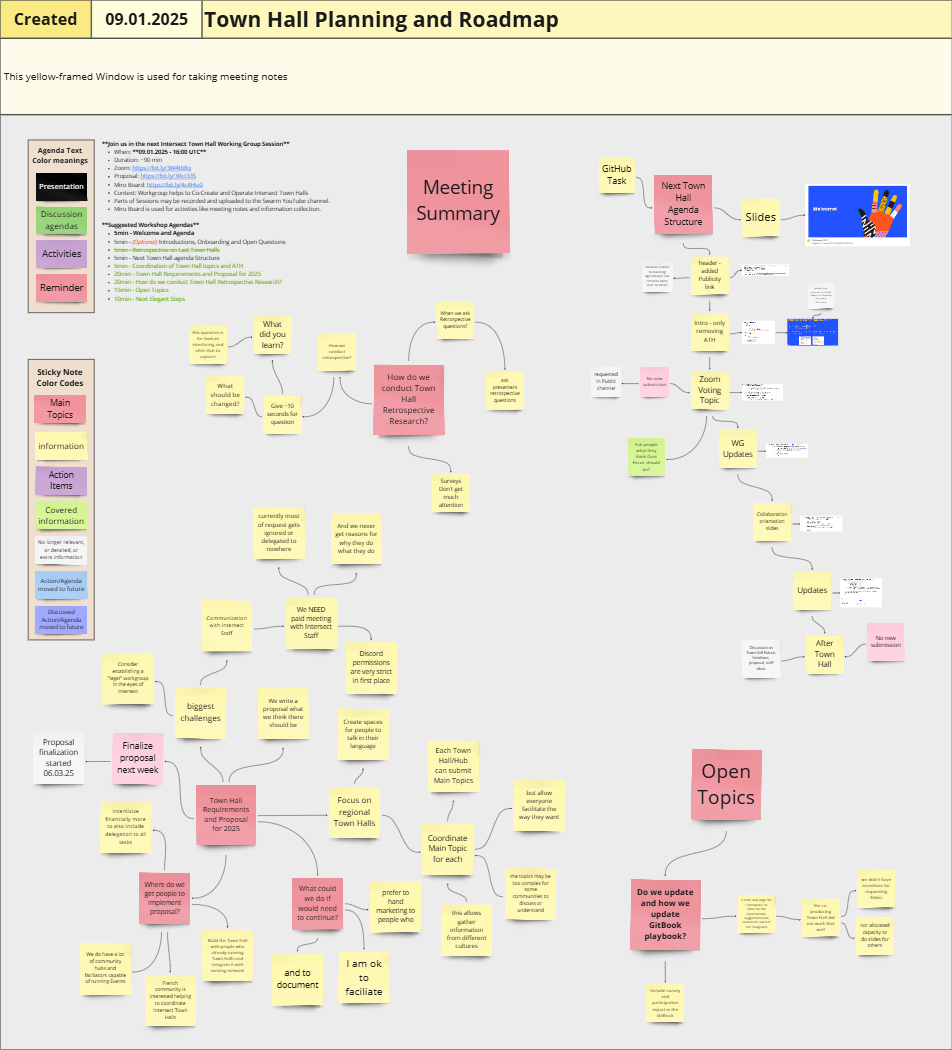 Created
09.01.2025
Town Hall Planning and Roadmap
This yellow-framed Window is used for taking meeting notes
Agenda Text
Color meanings
Presentation
Discussion
agendas
Activities
Reminder
**Join us in the next Intersect Town Hall Working Group Session**
• When: **09.01.2025 - 16:00 UTC**
• Duration: ~90 min
• Zoom:
• Proposal:
• Miro Board:
• Context: Workgroup helps to Co-Create and Operate Intersect Town Halls
• Parts of Sessions may be recorded and uploaded to the Swarm YouTube channel.
• Miro Board is used for activities like meeting notes and information collection.
**Suggested Workshop Agendas**
• 5min - Welcome and Agenda
• 5min - (Optional) Introductions, Onboarding and Open Questions
• 5min - Retrospective on Last Town Halls
• 5min - Next Town Hall agenda Structure
• 5min - Coordination of Town Hall topics and ATH
• 20min - Town Hall Requirements and Proposal for 2025
• 20min - How do we conduct Town Hall Retrospective Research?
• 15min - Open Topics
• 10min - Next Elegant Steps
Sticky Note
Color Codes
Main
Topics
information
Action
Items
Covered
information
No longer relevant,
or detailed, or
extra information
Action/Agenda
moved to future
Discussed
Action/Agenda
moved to future
Meeting
Summary
GitHub
Task
Next Town
Hall
Agenda
Structure
Slides
Welcome!
header -
added
Publicity
link
Intro - only
removing
ATH
requested
in Public
channel
No new
submission
Zoom
Voting
Topic
Ask people
what they
think Core
Focus should
be?
WG
Updates
Collaboration
orientation
slides
Updates
After
Town
Hall
No new
submission
Discussion on
Town Hall Future,
When we ask
Retrospective
questions?
What
did you
learn?
this question is
for human
interfacing and
after that to
capture
How we
conduct
retrospective?
What
should be
changed?
Give ~10
seconds for
question
How do we
conduct Town
Hall
Retrospective
Research?
ask
presenters
retrospective
questions
Surveys
Don't get
much
attention
currently most
of request gets
ignored or
delegated to
nowhere
And we never
get reasons for
why they do
what they do
Communication
with Intersect
Staff
We NEED
paid meeting
with Intersect
Staff
Discord
permissions
are very strict
in first place
Consider
establishing a
"legal" workgroup
in the eyes of
Intersect
biggest
challenges
We write a
proposal what
we think there
should be
Create spaces
for people to
talk in their
language
Proposal
finalization
started
06.03.25
Finalize
proposal
next week
Each Town
Hall/Hub
can submit
Main Topics
Town Hall
Requirements
and Proposal
for 2025
Focus on
regional
Town Halls
but allow
everyone
facilitate the
way they want
Incentivize
financially more
to also include
delegation to all
tasks
Coordinate
Main Topic
for each
Where do we
get people to
implement
proposal?
What could
we do if
would need
to continue?
prefer to
hand
marketing to
people who
the topics may be
too complex for
some
communities to
discuss or
understand
this allows
gather
information
from different
cultures
We do have a lot
of community
hubs and
facilitators capable
of running Events
Build the Town Hall
with people who
already running
Town Halls and
integrate it with
existing network
French
community is
interested helping
to coordinate
Intersect Town
Halls
and to
document
I am ok
to
faciliate
Open
Topics
Do we update
and how we
update
GitBook
playbook?
the co-
producing
Town Hall did
not work that
well
we didn't have
incentives for
requesting
Slides
nor allocated
capacity to
do slides for
others
Include survey
and
participation
report in the
GitBook